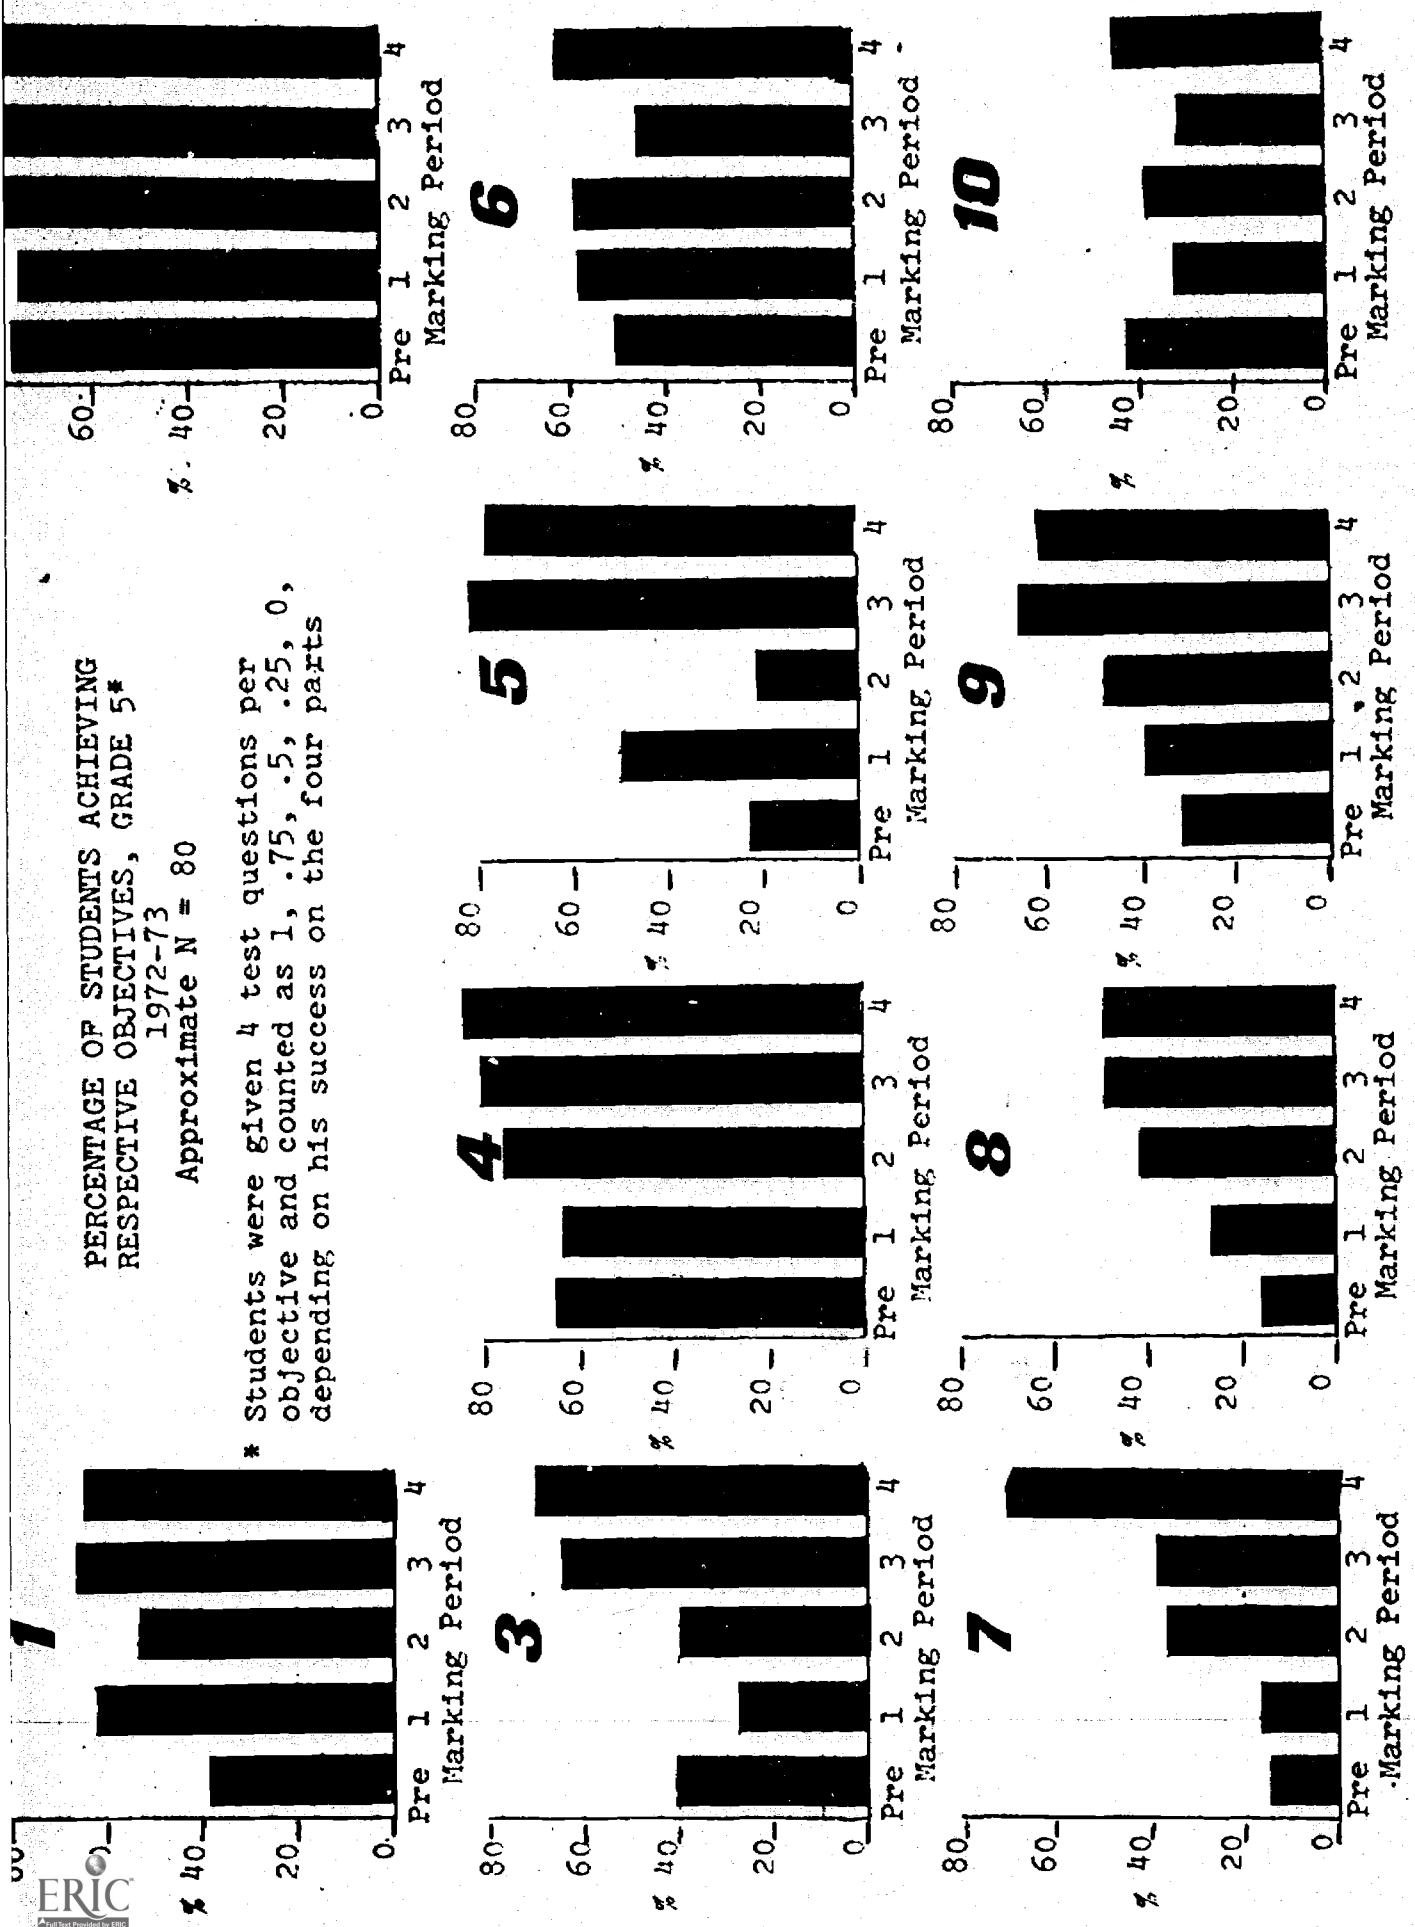 PERCENTAGE OF STUDENTS ACHIEVING
RESPECTIVE OBJECTIVES, GRADE 5*
1972-73
Approximate N = 80
* Students were given 4 test questions per
objective and counted as 1, .75, .5, .25, 0,
depending on his success on the four parts
1
60
% 40
20
0
Pre 1 2 3 4
Marking Period
60
% 40
20
0
Pre 1 2 3 4
Marking Period
3
80
60
% 40
20
0
Pre 1 2 3 4
Marking Period
4
80
60
% 40
20
0
Pre 1 2 3 4
Marking Period
5
80
60
% 40
20
0
Pre 1 2 3 4
Marking Period
6
80
60
% 40
20
0
Pre 1 2 3 4
Marking Period
7
80
60
% 40
20
0
Pre 1 2 3 4
Marking Period
8
80
60
% 40
20
0
Pre 1 2 3 4
Marking Period
9
80
60
% 40
20
0
Pre 1 2 3 4
Marking Period
10
80
60
% 40
20
0
Pre 1 2 3 4
Marking Period
ERIC
Full Text Provided by ERIC